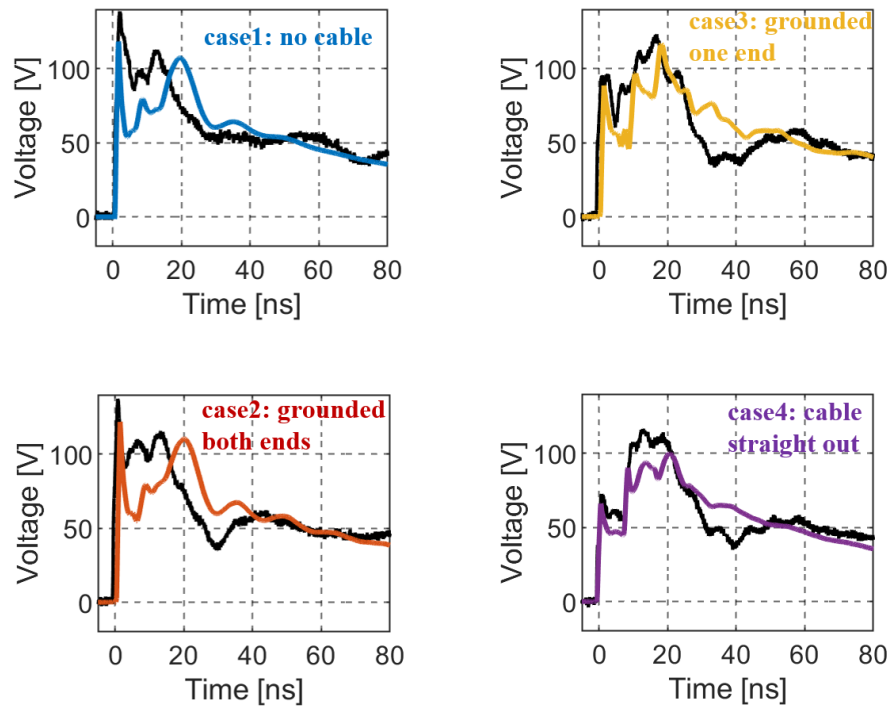 case1: no cable
100
50
0
Voltage [V]
0 20 40 60 80
Time [ns]
case3: grounded
one end
100
50
0
Voltage [V]
0 20 40 60 80
Time [ns]
case2: grounded
both ends
100
50
0
Voltage [V]
0 20 40 60 80
Time [ns]
case4: cable
straight out
100
50
0
Voltage [V]
0 20 40 60 80
Time [ns]